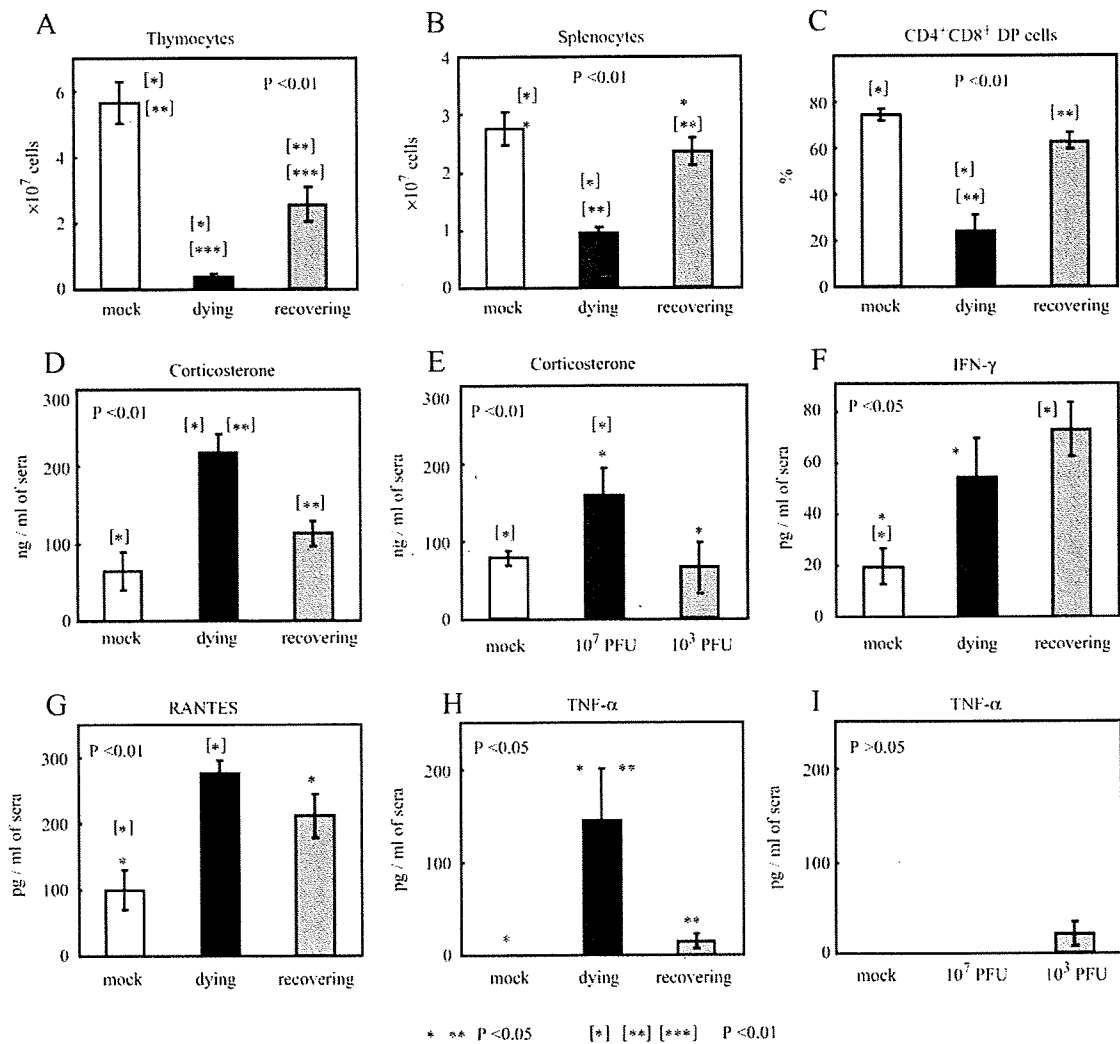 A
Thymocytes
[*]
P <0.01
[**]
[**]
[***]
[*]
[***]
6
4
2
0
×10⁷ cells
mock dying recovering
B
Splenocytes
[*]
P <0.01
*
*
[**]
[*]
[**]
4
3
2
1
0
×10⁷ cells
mock dying recovering
C
CD4⁺CD8⁺ DP cells
P <0.01
[*]
[**]
[*]
[**]
80
60
40
20
0
%
mock dying recovering
D
Corticosterone
P <0.01
[*] [**]
[**]
[*]
300
200
100
0
ng / ml of sera
mock dying recovering
E
Corticosterone
P <0.01
[*]
*
[*]
*
300
200
100
0
ng / ml of sera
mock 10⁷ PFU 10³ PFU
F
IFN-γ
P <0.05
[*]
*
*
[*]
80
60
40
20
0
pg / ml of sera
mock dying recovering
G
RANTES
P <0.01
[*]
*
[*]
*
300
200
100
0
pg / ml of sera
mock dying recovering
H
TNF-α
P <0.05
* **
**
*
200
100
0
pg / ml of sera
mock dying recovering
I
TNF-α
P >0.05
200
100
0
pg / ml of sera
mock 10⁷ PFU 10³ PFU
* ** P <0.05 [*] [**] [***] P <0.01